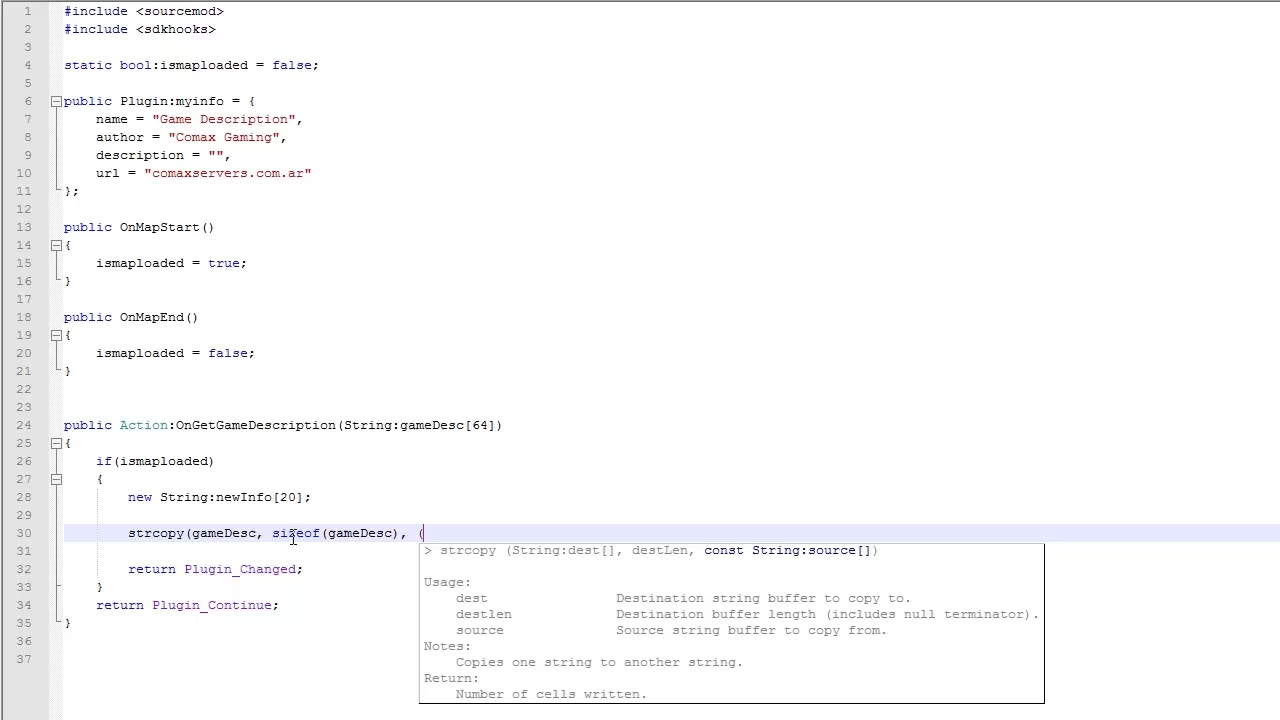 1 #include <sourcemod>
2 #include <sdkhooks>
3
4 static bool:ismaploaded = false;
5
6 public Plugin:myinfo = {
7 name = "Game Description",
8 author = "Comax Gaming",
9 description = "",
10 url = "comaxservers.com.ar"
11 };
12
13 public OnMapStart()
14 {
15 ismaploaded = true;
16 }
17
18 public OnMapEnd()
19 {
20 ismaploaded = false;
21 }
22
23
24 public Action:OnGetGameDescription(String:gameDesc[64])
25 {
26 if(ismaploaded)
27 {
28 new String:newInfo[20];
29
30 strcopy(gameDesc, sizeof(gameDesc), (
31 > strcopy (String:dest[], destLen, const String:source[])
Usage:
32 return Plugin_Changed;
dest Destination string buffer to copy to.
33 }
34 return Plugin_Continue;
destlen Destination buffer length (includes null terminator).
35 }
source Source string buffer to copy from.
36 Notes:
37 Copies one string to another string.
Return:
Number of cells written.